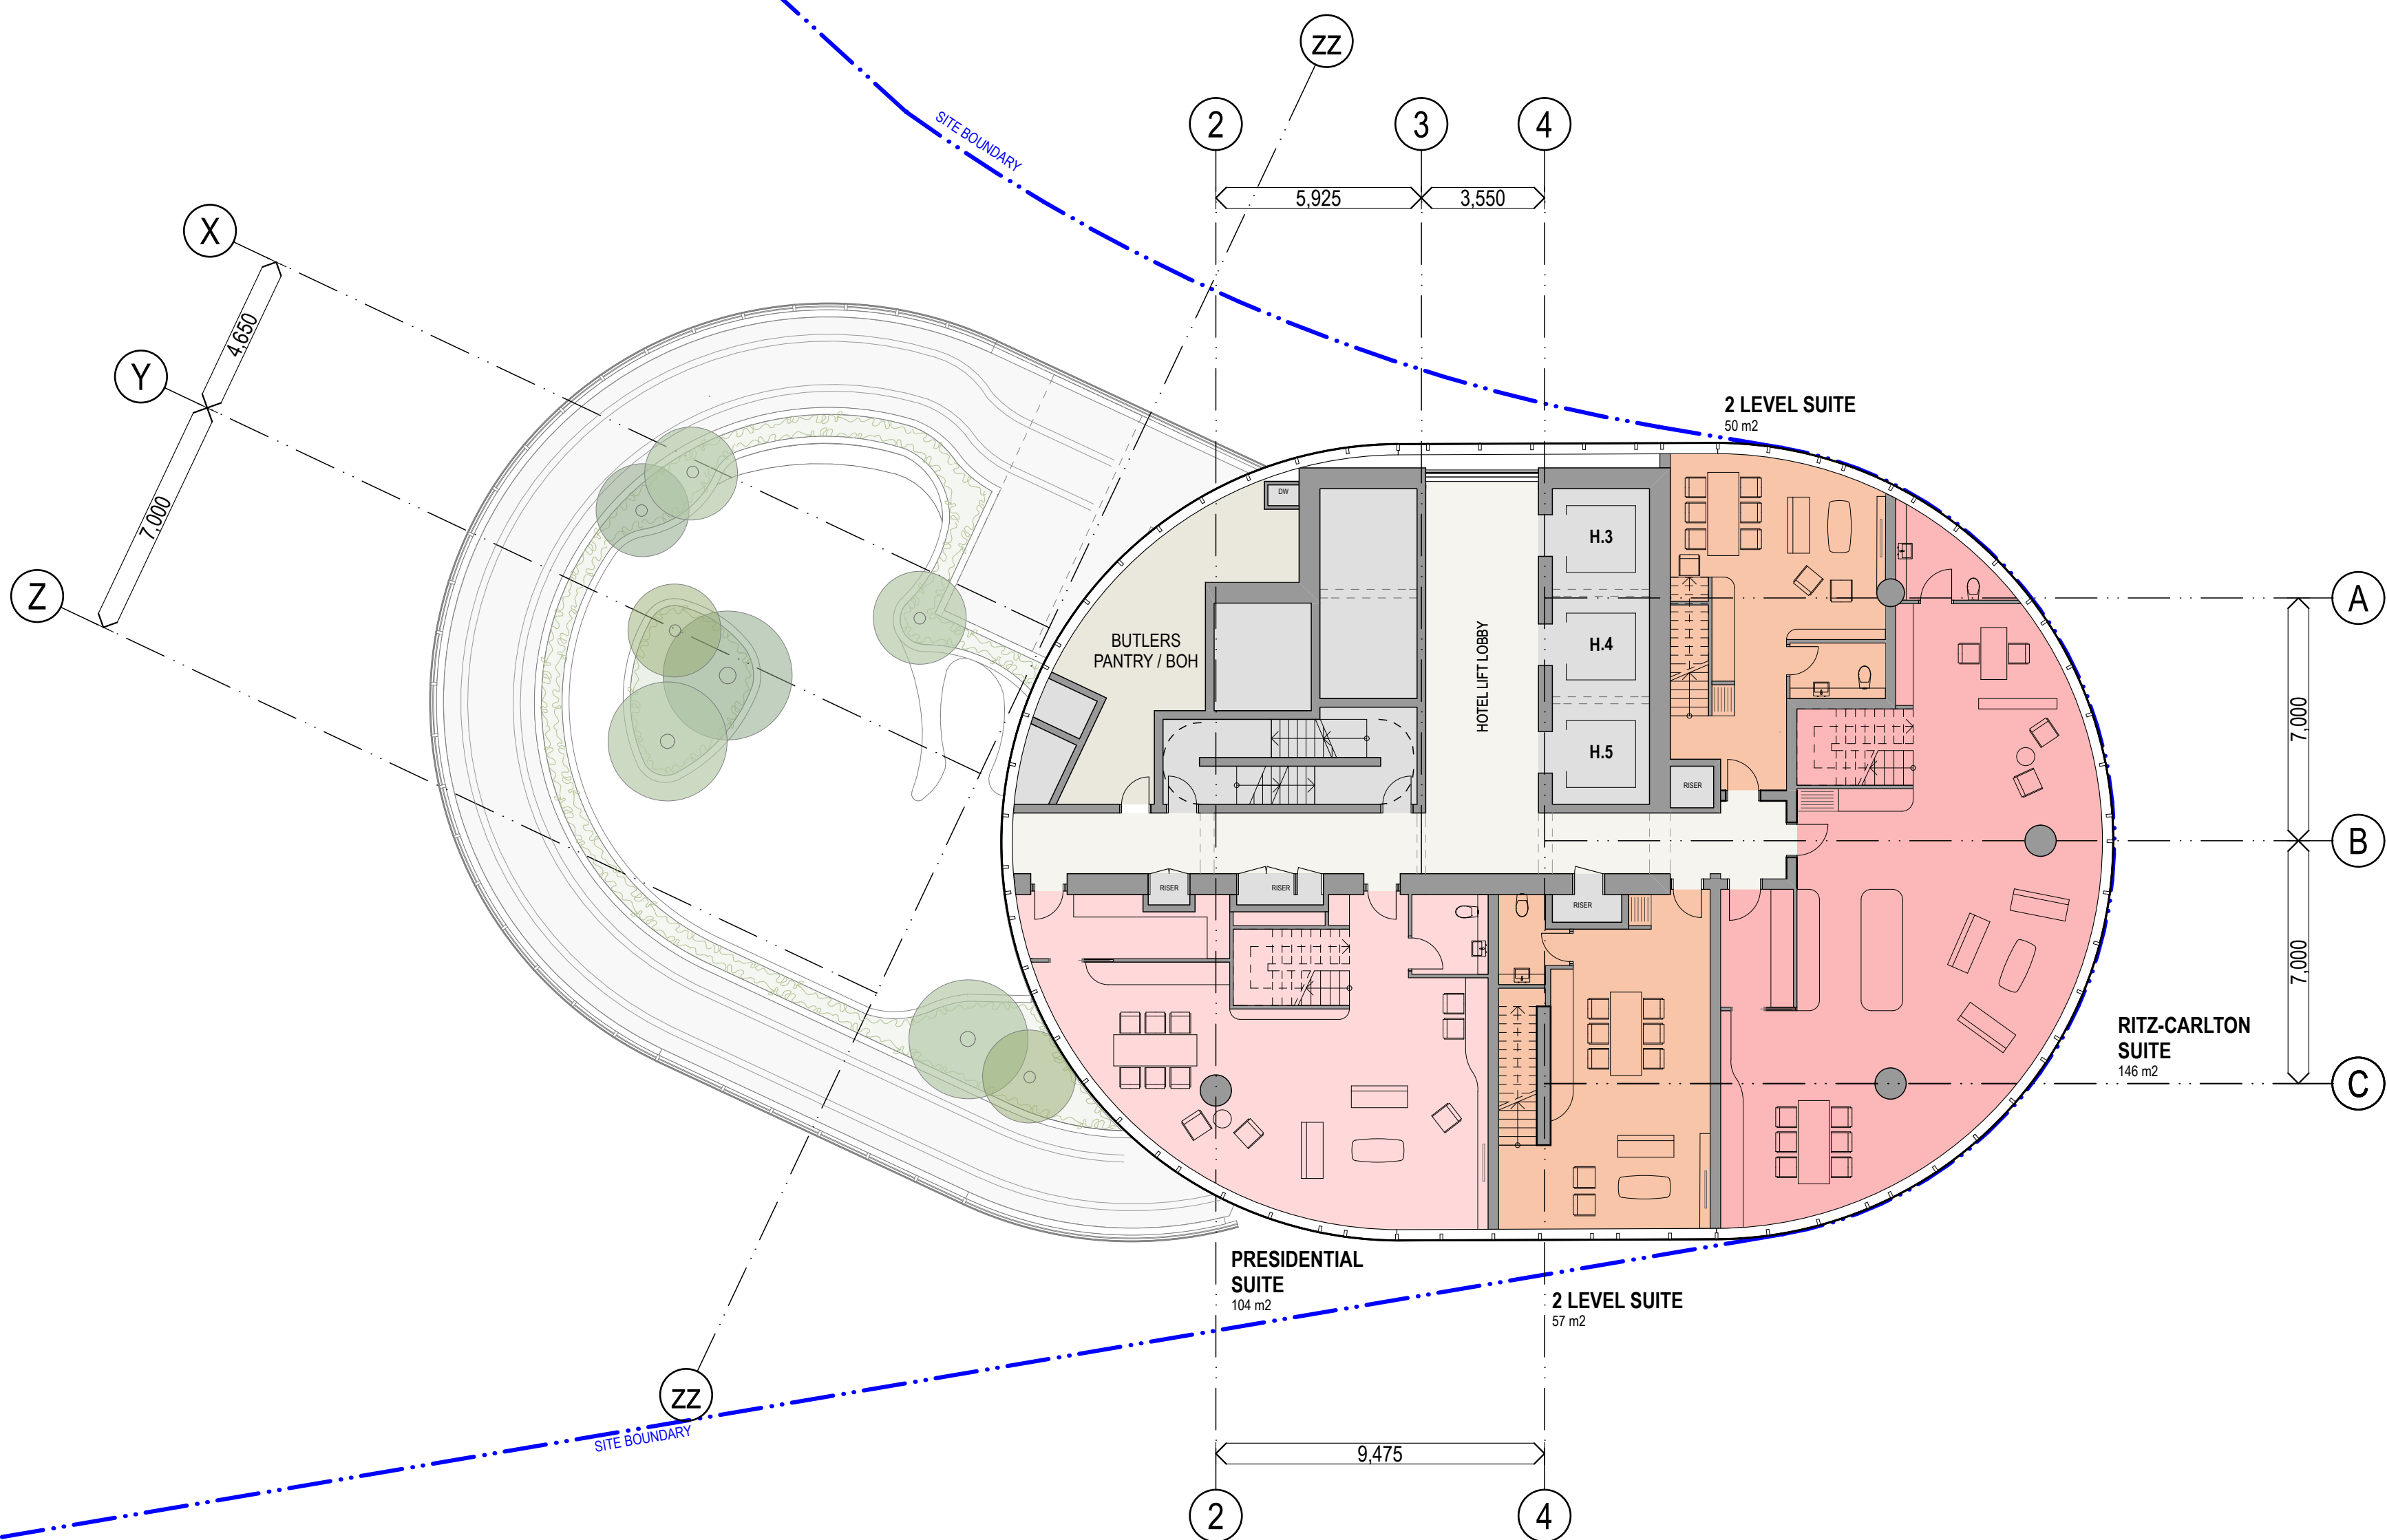 ZZ
2
3
4
SITE BOUNDARY
5,925
3,550
X
4,650
Y
7,000
Z
2 LEVEL SUITE
50 m2
DW
H.3
A
BUTLERS
PANTRY / BOH
HOTEL LIFT LOBBY
H.4
H.5
7,000
RISER
B
RISER
RISER
RISER
7,000
RITZ-CARLTON
SUITE
146 m2
C
PRESIDENTIAL
SUITE
104 m2
2 LEVEL SUITE
57 m2
ZZ
SITE BOUNDARY
9,475
2
4